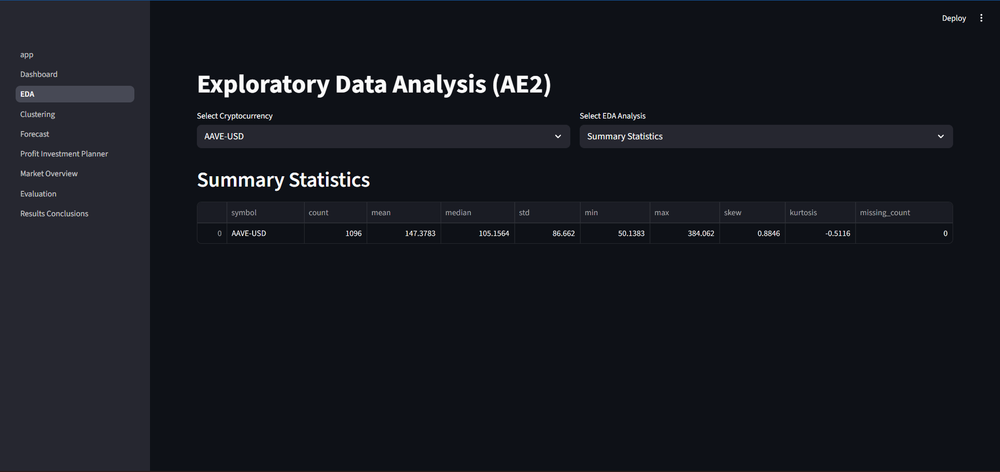 Deploy
app
Dashboard
EDA
Clustering
Forecast
Profit Investment Planner
Market Overview
Evaluation
Results Conclusions
Exploratory Data Analysis (AE2)
Select Cryptocurrency
AAVE-USD
Select EDA Analysis
Summary Statistics
Summary Statistics
symbol count mean median std min max skew kurtosis missing_count
0 AAVE-USD 1096 147.3783 105.1564 86.662 50.1383 384.062 0.8846 -0.5116 0